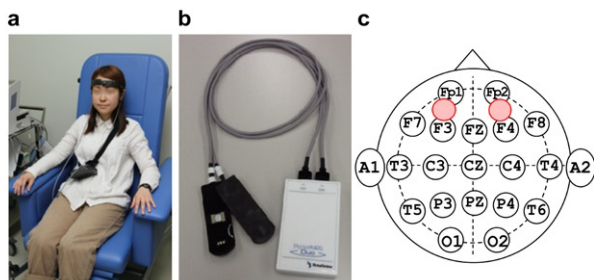 a
b
c
Fp1 Fp2
F7 F3 FZ F4 F8
A1 T3 C3 CZ C4 T4 A2
T5 P3 PZ P4 T6
O1 O2
Duo